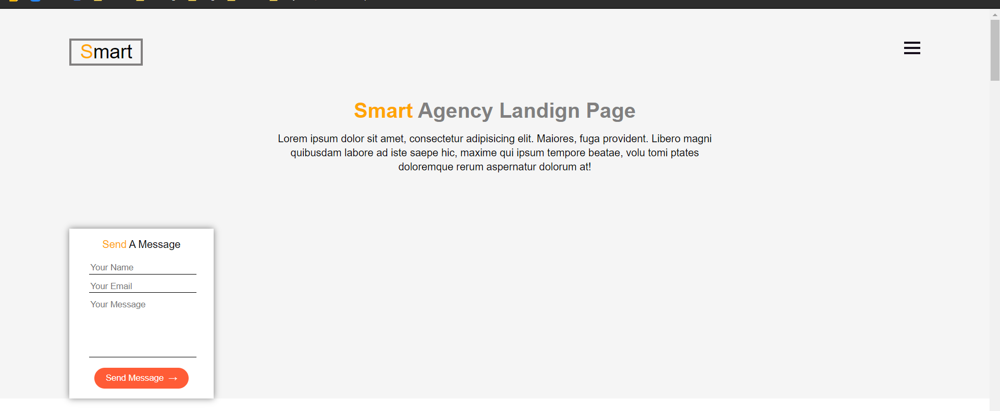 Smart
Smart Agency Landign Page
Lorem ipsum dolor sit amet, consectetur adipisicing elit. Maiores, fuga provident. Libero magni
quibusdam labore ad iste saepe hic, maxime qui ipsum tempore beatae, volu tomi ptates
doloremque rerum aspernatur dolorum at!
Send A Message
Your Name
Your Email
Your Message
Send Message →